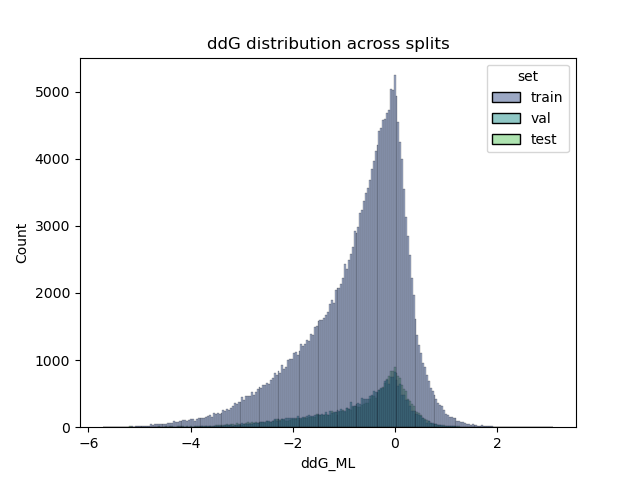 ddG distribution across splits
set
train
val
test
5000
4000
3000
2000
1000
0
Count
−6
−4
−2
0
2
ddG_ML